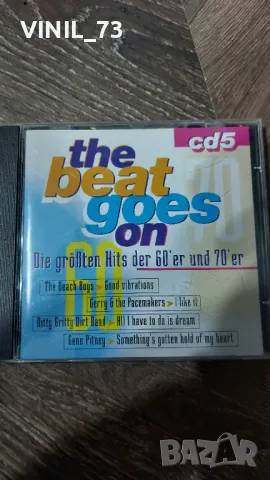 VINIL_73
cd5
the
beat
goes
on
70
60
Die größten Hits der 60'er und 70'er
The Beach Boys Good vibrations
Gerry & the Pacemakers I like it
Nitty Gritty Dirt Band All I have to do is dream
Gene Pitney Something's gotten hold of my heart
BAZAR